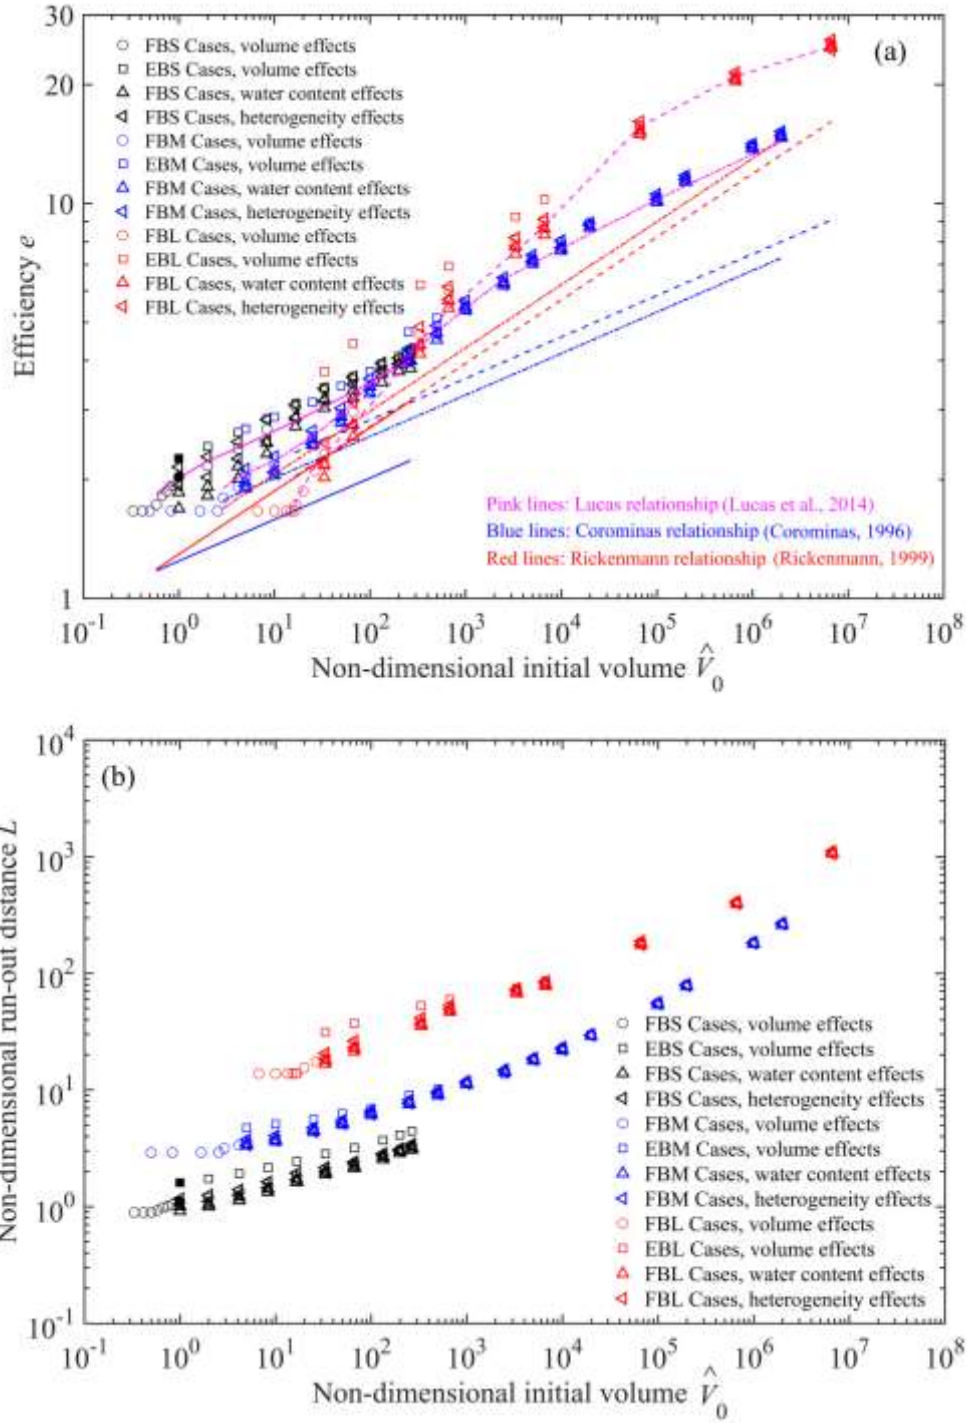 30
20
10
1
Efficiency e
(a)
FBS Cases, volume effects
EBS Cases, volume effects
FBS Cases, water content effects
FBS Cases, heterogeneity effects
FBM Cases, volume effects
EBM Cases, volume effects
FBM Cases, water content effects
FBM Cases, heterogeneity effects
FBL Cases, volume effects
EBL Cases, volume effects
FBL Cases, water content effects
FBL Cases, heterogeneity effects
Pink lines: Lucas relationship (Lucas et al., 2014)
Blue lines: Corominas relationship (Corominas, 1996)
Red lines: Rickenmann relationship (Rickenmann, 1999)
10⁻¹ 10⁰ 10¹ 10² 10³ 10⁴ 10⁵ 10⁶ 10⁷ 10⁸
Non-dimensional initial volume V̂₀
10⁴
10³
10²
10¹
10⁰
10⁻¹
Non-dimensional run-out distance L
(b)
FBS Cases, volume effects
EBS Cases, volume effects
FBS Cases, water content effects
FBS Cases, heterogeneity effects
FBM Cases, volume effects
EBM Cases, volume effects
FBM Cases, water content effects
FBM Cases, heterogeneity effects
FBL Cases, volume effects
EBL Cases, volume effects
FBL Cases, water content effects
FBL Cases, heterogeneity effects
10⁻¹ 10⁰ 10¹ 10² 10³ 10⁴ 10⁵ 10⁶ 10⁷ 10⁸
Non-dimensional initial volume V̂₀